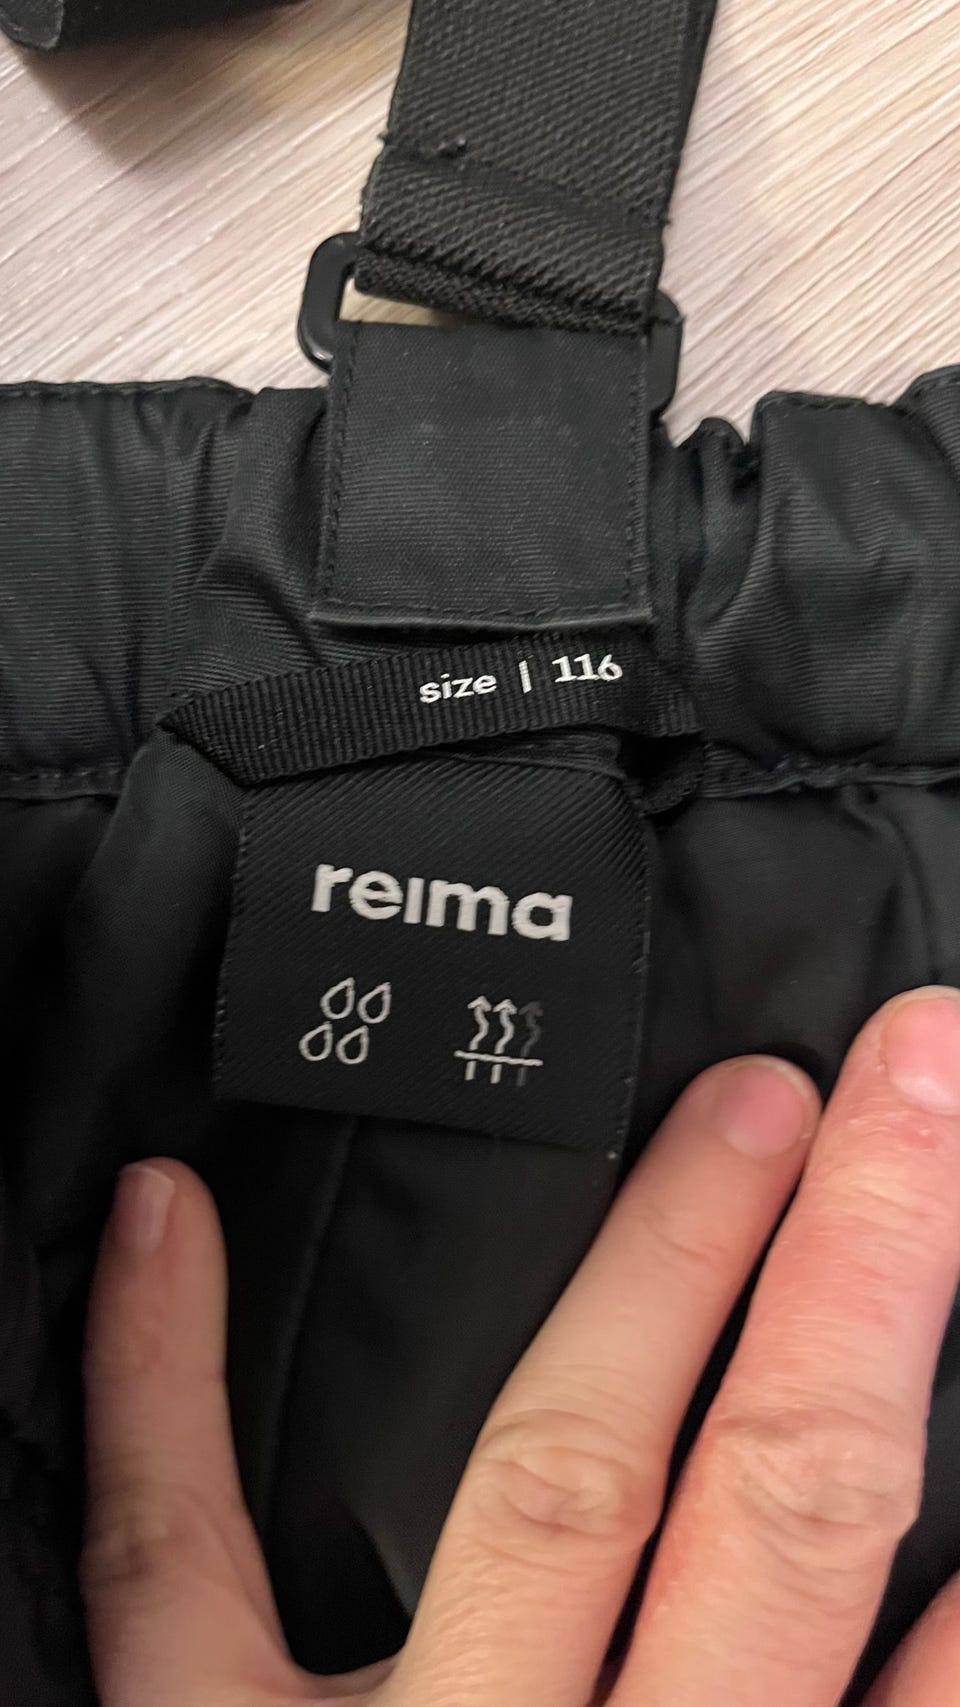 size | 116
reima